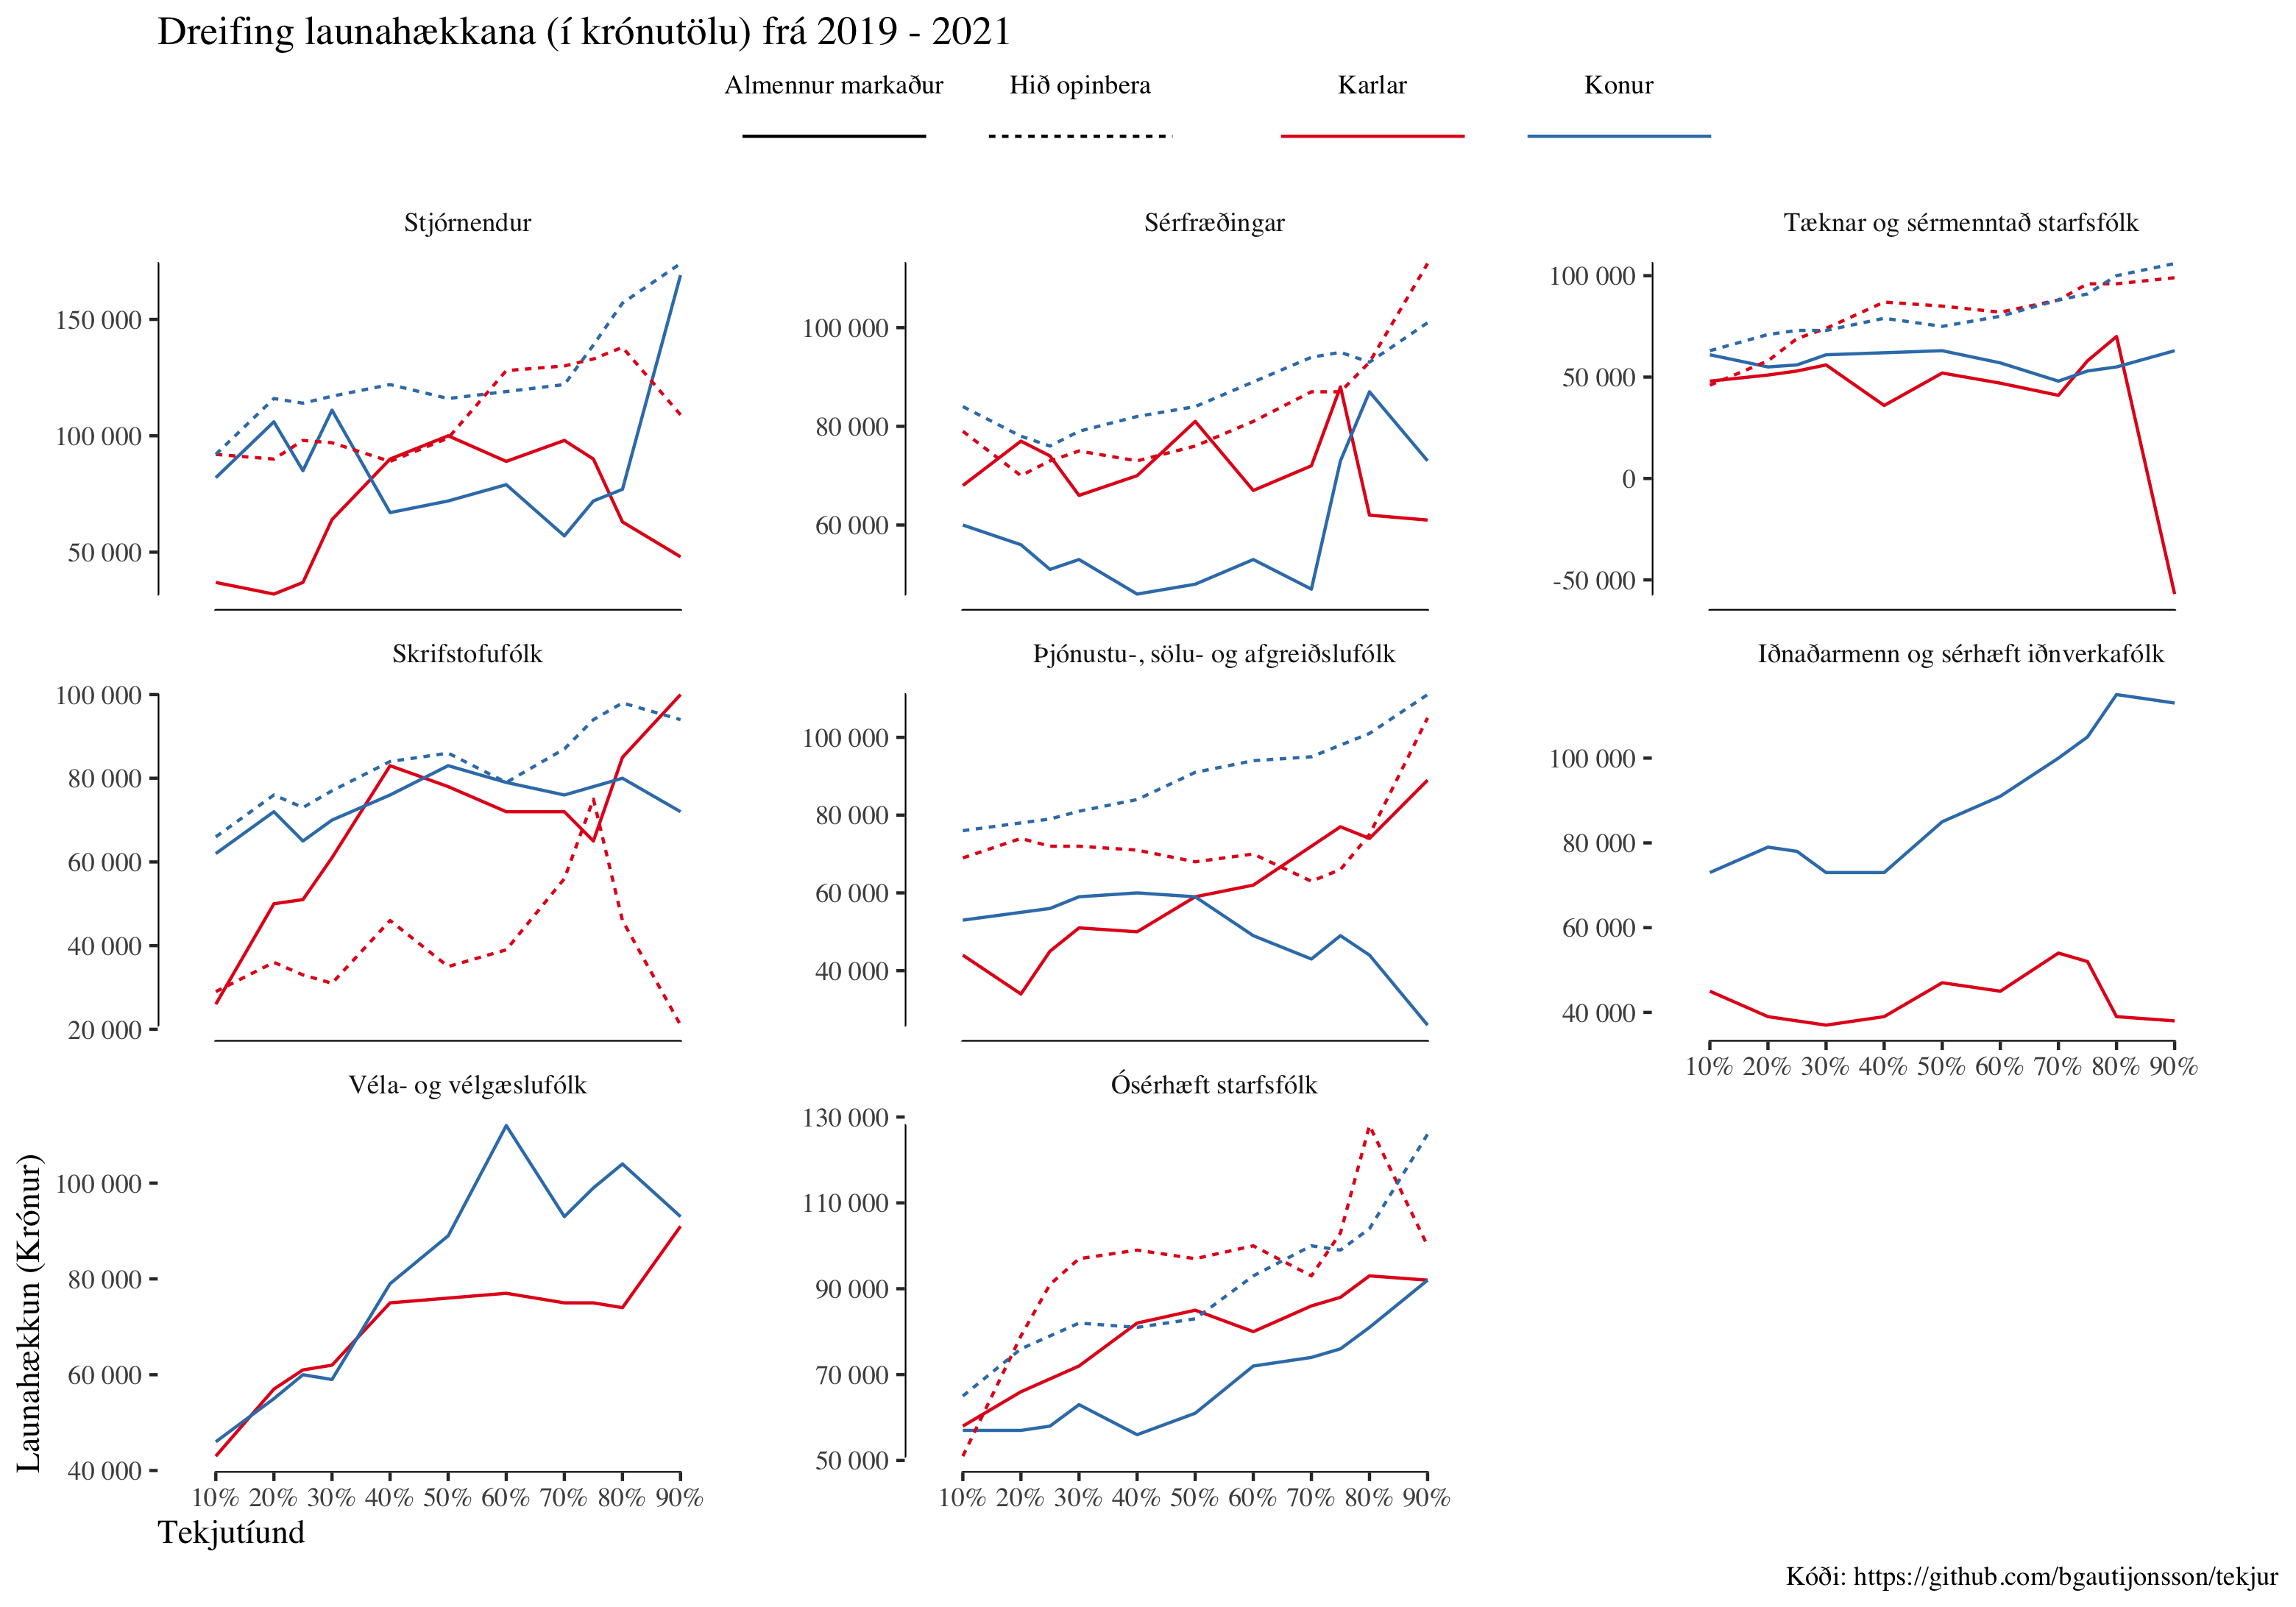 Dreifing launahækkana (í krónutölu) frá 2019 - 2021
Almennur markaður Hið opinbera Karlar Konur
Stjórnendur
150 000
100 000
50 000
Sérfræðingar
100 000
80 000
60 000
Tæknar og sérmenntað starfsfólk
100 000
50 000
0
-50 000
Skrifstofufólk
100 000
80 000
60 000
40 000
20 000
Þjónustu-, sölu- og afgreiðslufólk
100 000
80 000
60 000
40 000
Iðnaðarmenn og sérhæft iðnverkafólk
100 000
80 000
60 000
40 000
10% 20% 30% 40% 50% 60% 70% 80% 90%
Véla- og vélgæslufólk
100 000
80 000
60 000
40 000
10% 20% 30% 40% 50% 60% 70% 80% 90%
Ósérhæft starfsfólk
130 000
110 000
90 000
70 000
50 000
10% 20% 30% 40% 50% 60% 70% 80% 90%
Launahækkun (Krónur)
Tekjutíund
Kóði: https://github.com/bgautijonsson/tekjur